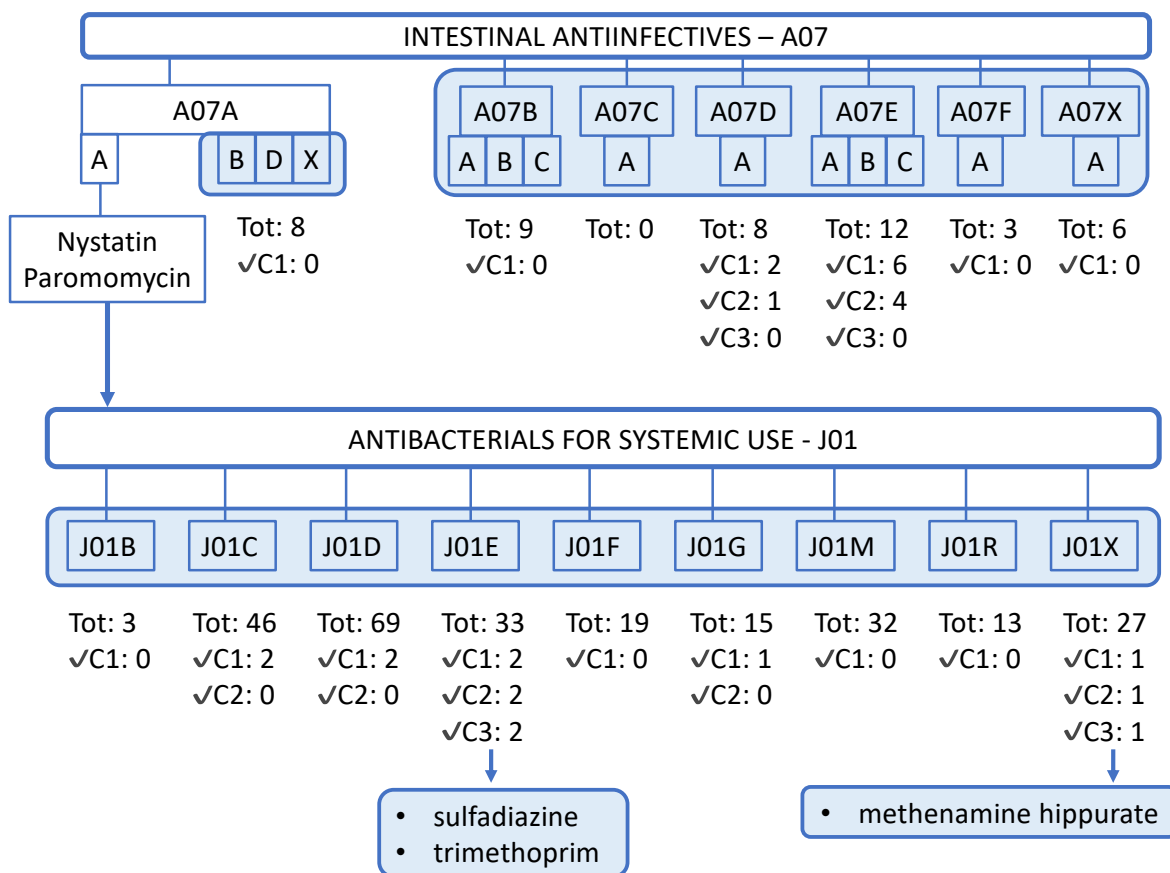 INTESTINAL ANTIINFECTIVES – A07
A07A
A
B D X
A07B
A B C
A07C
A
A07D
A
A07E
A B C
A07F
A
A07X
A
Nystatin
Paromomycin
Tot: 8
✓C1: 0
Tot: 9
✓C1: 0
Tot: 0
Tot: 8
✓C1: 2
✓C2: 1
✓C3: 0
Tot: 12
✓C1: 6
✓C2: 4
✓C3: 0
Tot: 3
✓C1: 0
Tot: 6
✓C1: 0
ANTIBACTERIALS FOR SYSTEMIC USE - J01
J01B
J01C
J01D
J01E
J01F
J01G
J01M
J01R
J01X
Tot: 3
✓C1: 0
Tot: 46
✓C1: 2
✓C2: 0
Tot: 69
✓C1: 2
✓C2: 0
Tot: 33
✓C1: 2
✓C2: 2
✓C3: 2
Tot: 19
✓C1: 0
Tot: 15
✓C1: 1
✓C2: 0
Tot: 32
✓C1: 0
Tot: 13
✓C1: 0
Tot: 27
✓C1: 1
✓C2: 1
✓C3: 1
• sulfadiazine
• trimethoprim
• methenamine hippurate